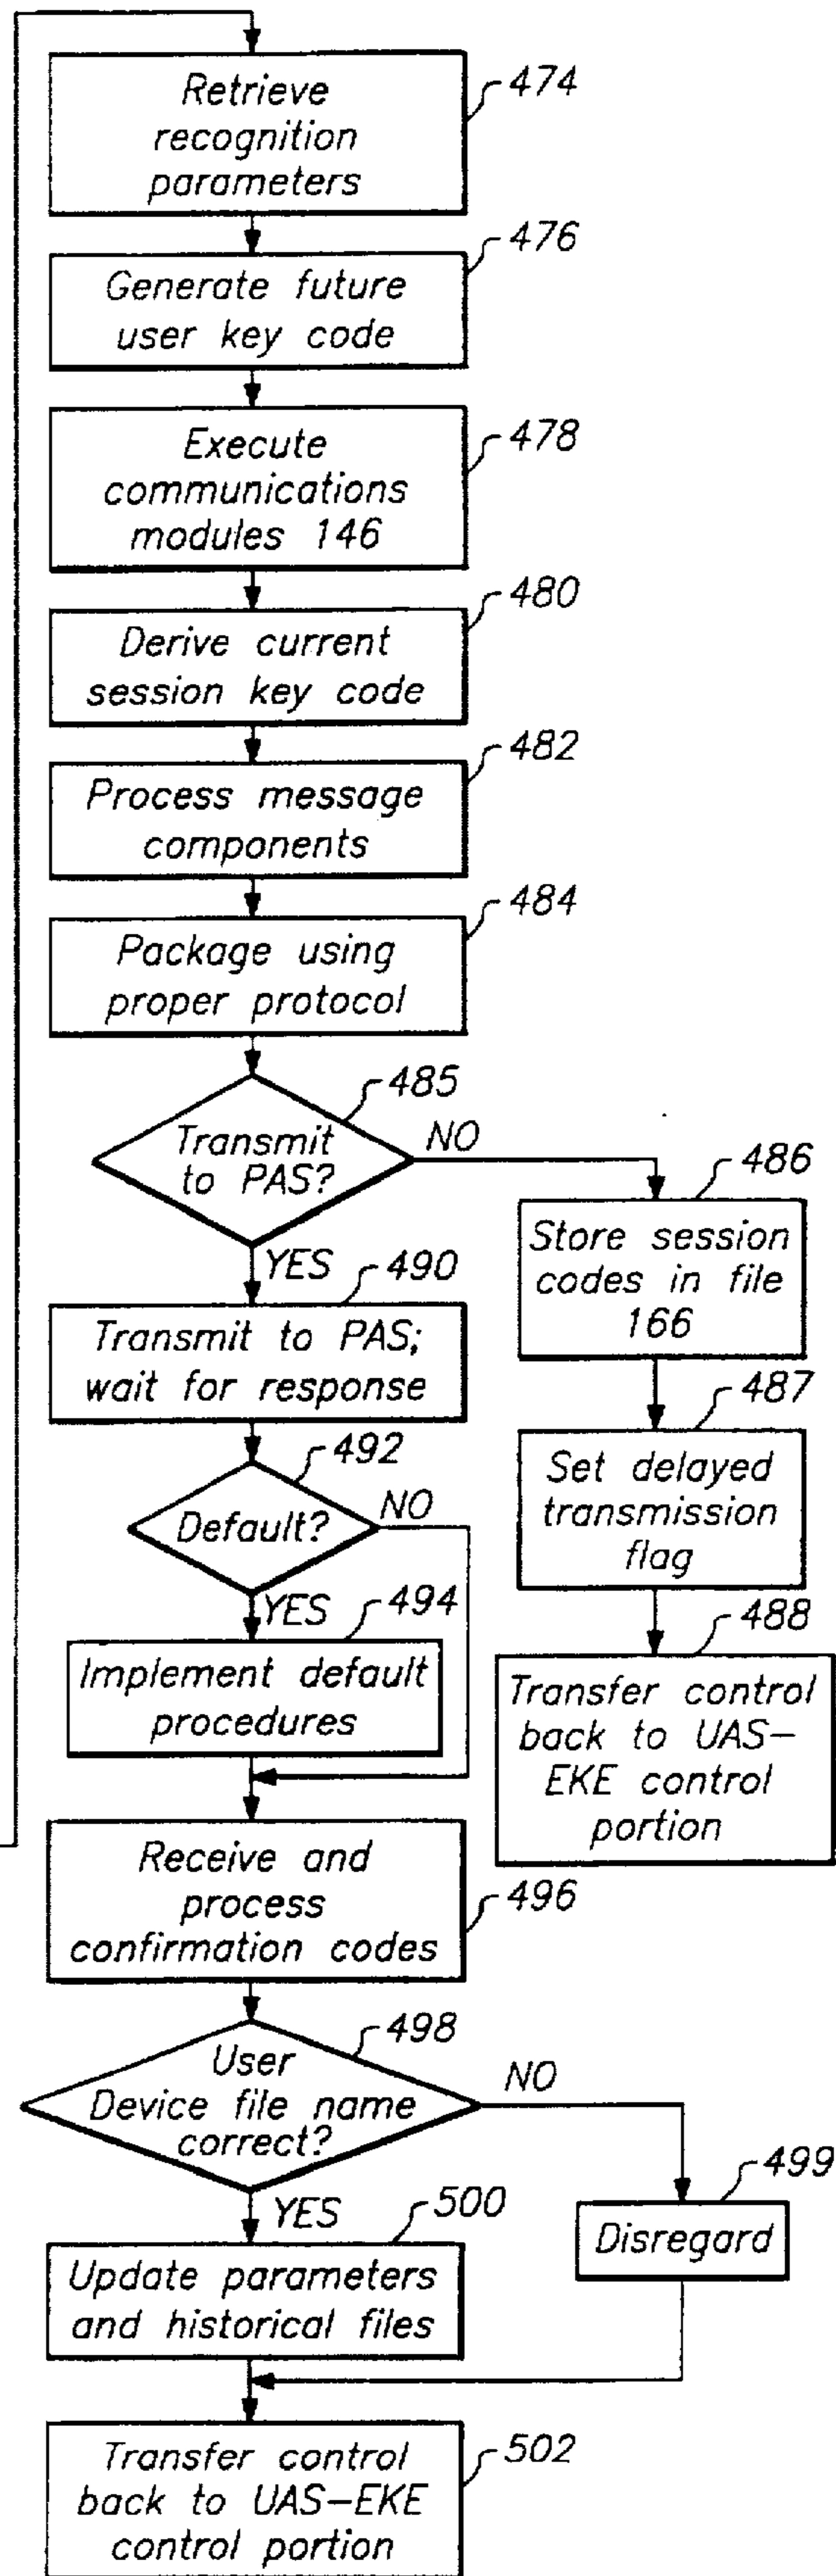 Retrieve
recognition
parameters
474
Generate future
user key code
476
Execute
communications
modules 146
478
Derive current
session key code
480
Process message
components
482
Package using
proper protocol
484
Transmit
to PAS?
485
NO
YES
Store session
codes in file
166
486
Set delayed
transmission
flag
487
Transfer control
back to UAS-
EKE control
portion
488
Transmit to PAS;
wait for response
490
Default?
492
NO
YES
Implement default
procedures
494
Receive and
process
confirmation codes
496
User
Device file name
correct?
498
NO
YES
Disregard
499
Update parameters
and historical files
500
Transfer control
back to UAS-EKE
control portion
502